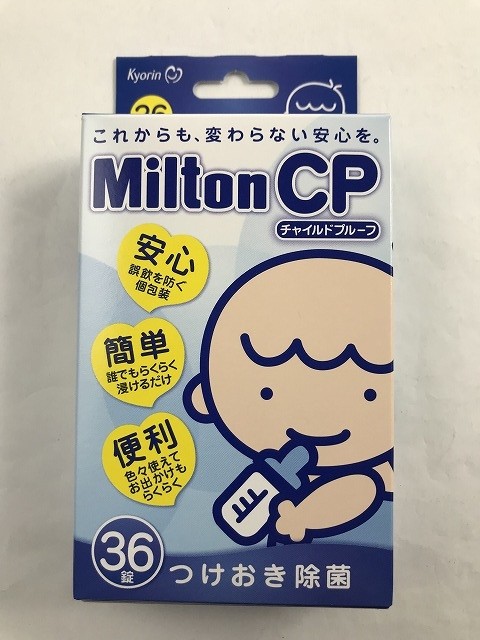 Kyorin
36
これからも、変わらない安心を。
Milton CP
チャイルドプルーフ
安心
誤飲を防ぐ
個包装
簡単
誰でもらくらく
浸けるだけ
便利
色々使えて
お出かけも
らくらく
36
錠
つけおき除菌